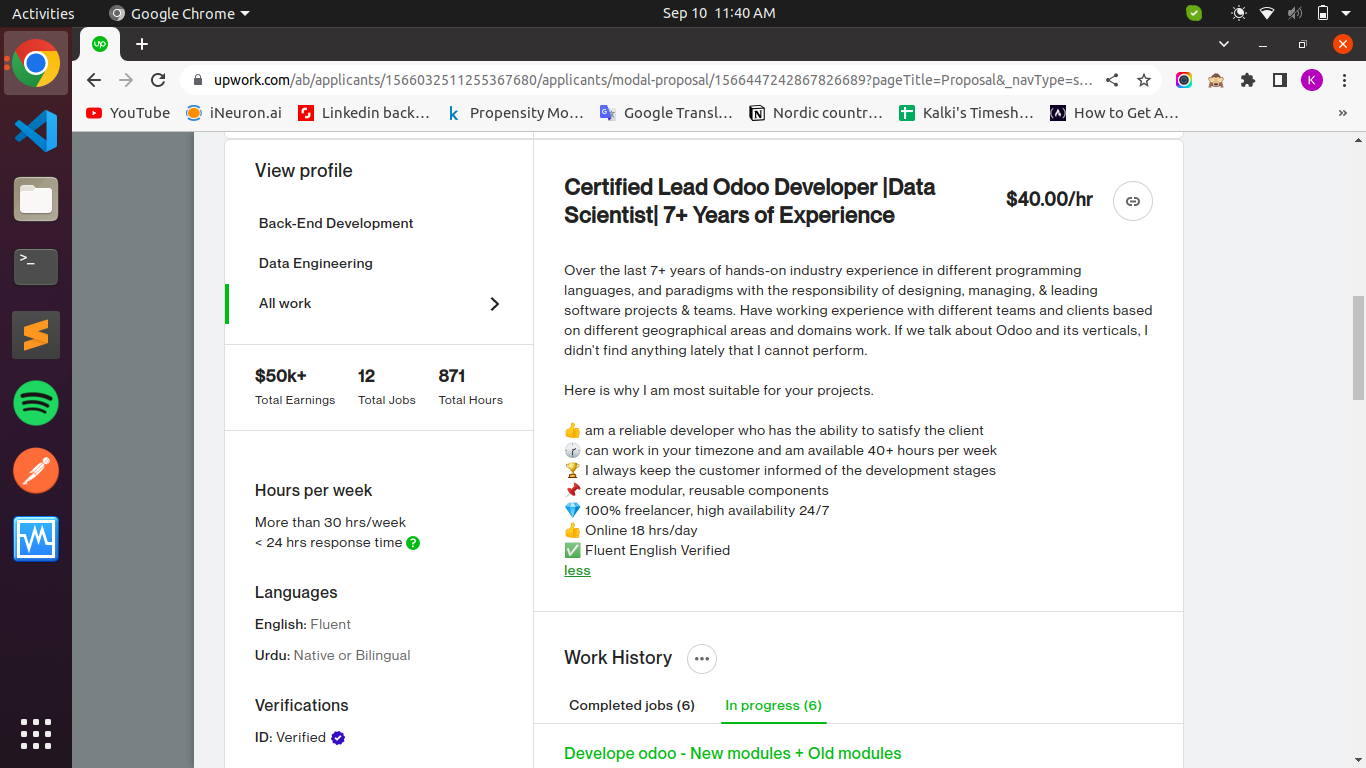 Activities
Google Chrome
Sep 10 11:40 AM
up
upwork.com/ab/applicants/1566032511255367680/applicants/modal-proposal/1566447242867826689?pageTitle=Proposal&_navType=s...
K
YouTube
iNeuron.ai
Linkedin back...
Propensity Mo...
Google Transl...
Nordic countr...
Kalki's Timesh...
How to Get A...
»
View profile
Back-End Development
Data Engineering
All work
$50k+ 12 871
Total Earnings Total Jobs Total Hours
Hours per week
More than 30 hrs/week
< 24 hrs response time ?
Languages
English: Fluent
Urdu: Native or Bilingual
Verifications
ID: Verified
Certified Lead Odoo Developer |Data
Scientist| 7+ Years of Experience
$40.00/hr
Over the last 7+ years of hands-on industry experience in different programming
languages, and paradigms with the responsibility of designing, managing, & leading
software projects & teams. Have working experience with different teams and clients based
on different geographical areas and domains work. If we talk about Odoo and its verticals, I
didn't find anything lately that I cannot perform.
Here is why I am most suitable for your projects.
👍 am a reliable developer who has the ability to satisfy the client
🕝 can work in your timezone and am available 40+ hours per week
🏆 I always keep the customer informed of the development stages
📌 create modular, reusable components
💎 100% freelancer, high availability 24/7
👍 Online 18 hrs/day
✅ Fluent English Verified
less
Work History
Completed jobs (6) In progress (6)
Develope odoo - New modules + Old modules